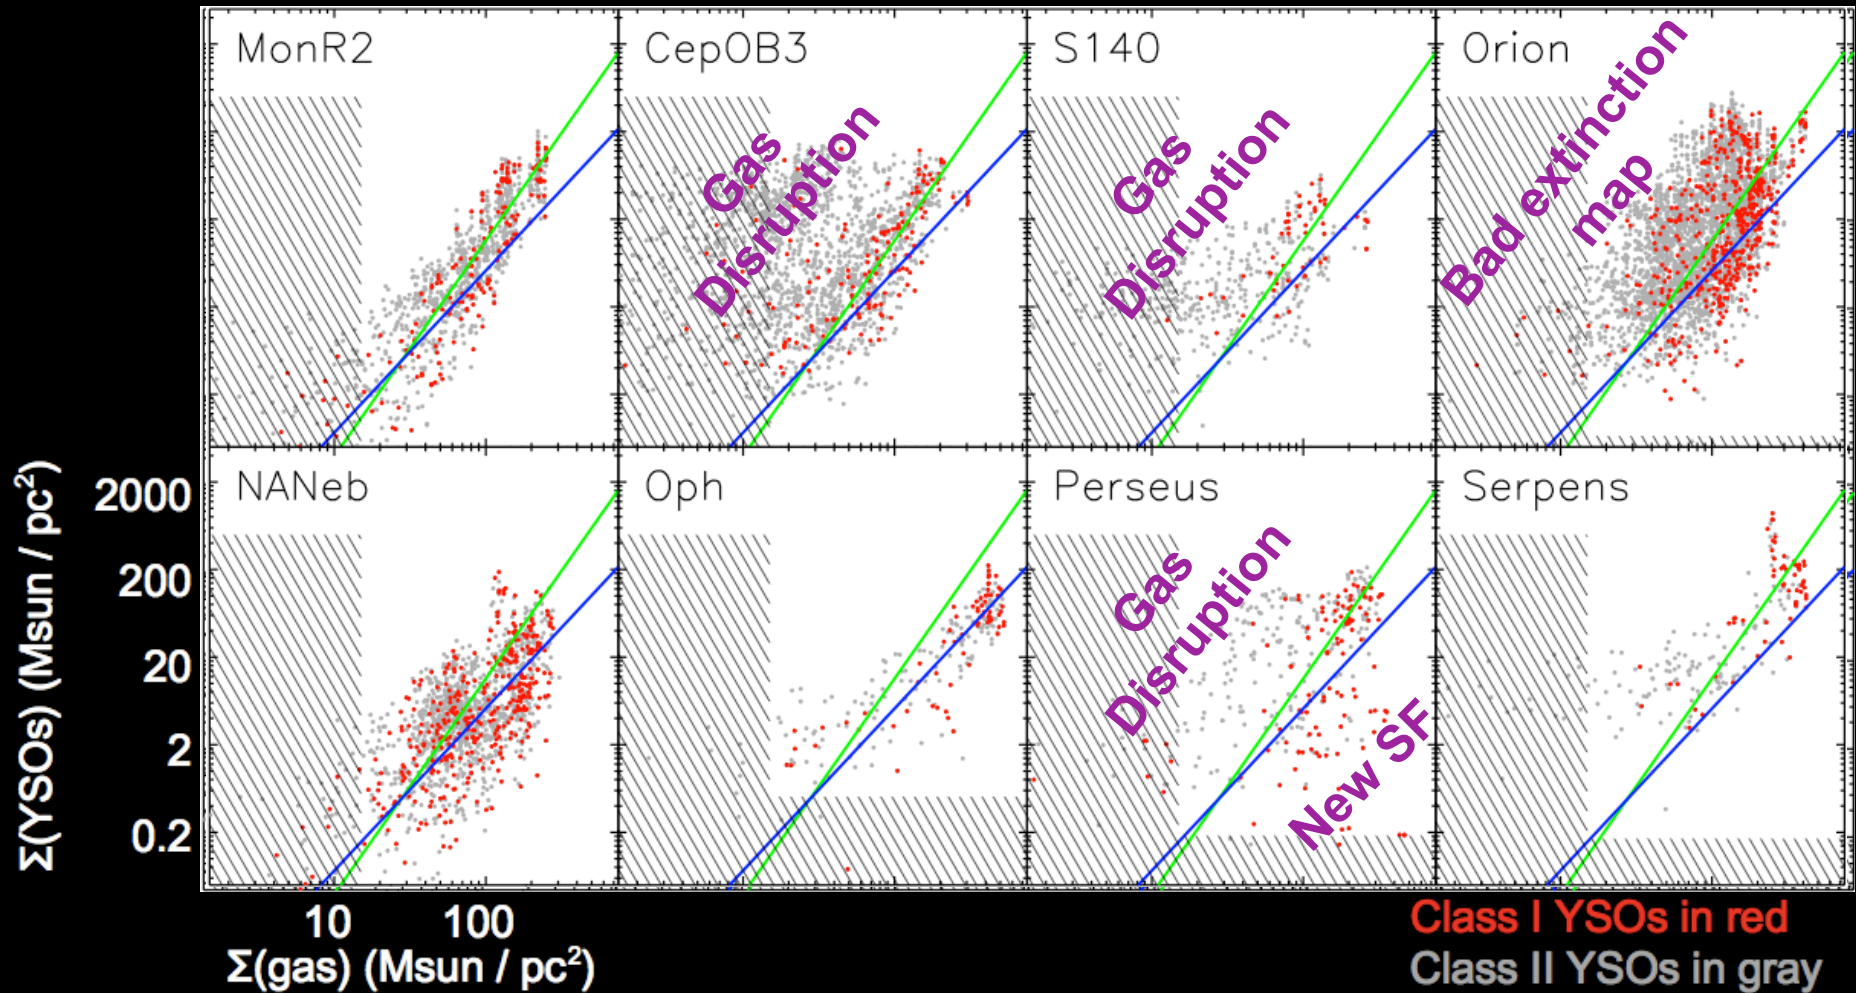 MonR2
CepOB3
S140
Orion
Gas
Disruption
Gas
Disruption
Bad extinction
map
NANeb
Oph
Perseus
Serpens
Gas
Disruption
New SF
Σ(YSOs) (Msun / pc²)
2000
200
20
2
0.2
10 100
Σ(gas) (Msun / pc²)
Class I YSOs in red
Class II YSOs in gray